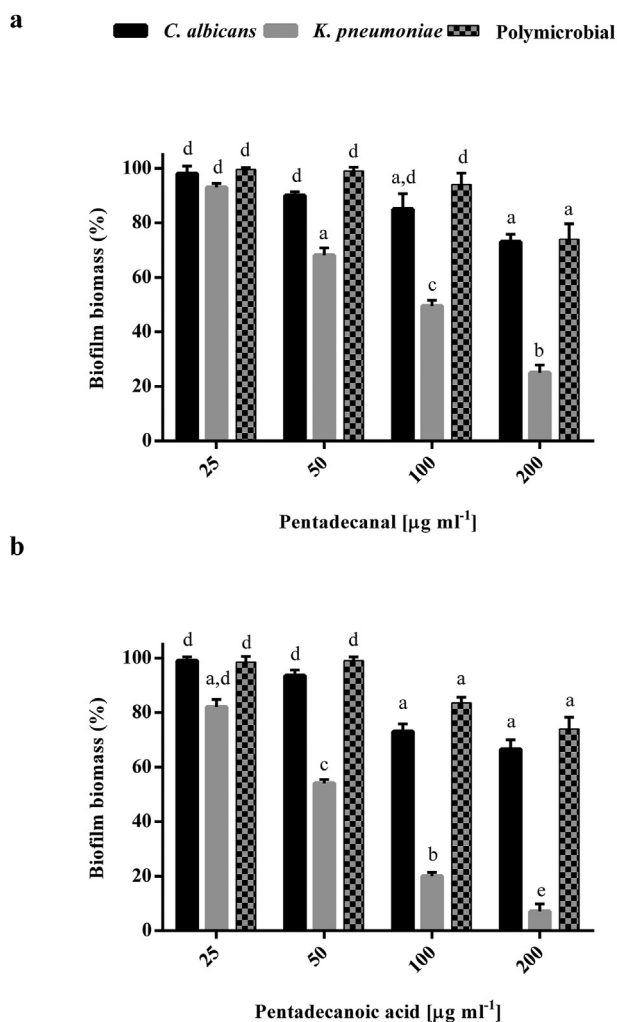 a
C. albicans K. pneumoniae Polymicrobial
d d d d d a,d d a a
a c b
100
80
60
40
20
0
Biofilm biomass (%)
25 50 100 200
Pentadecanal [µg ml-1]
b
d d d d a a a a
a,d c b e
100
80
60
40
20
0
Biofilm biomass (%)
25 50 100 200
Pentadecanoic acid [µg ml-1]